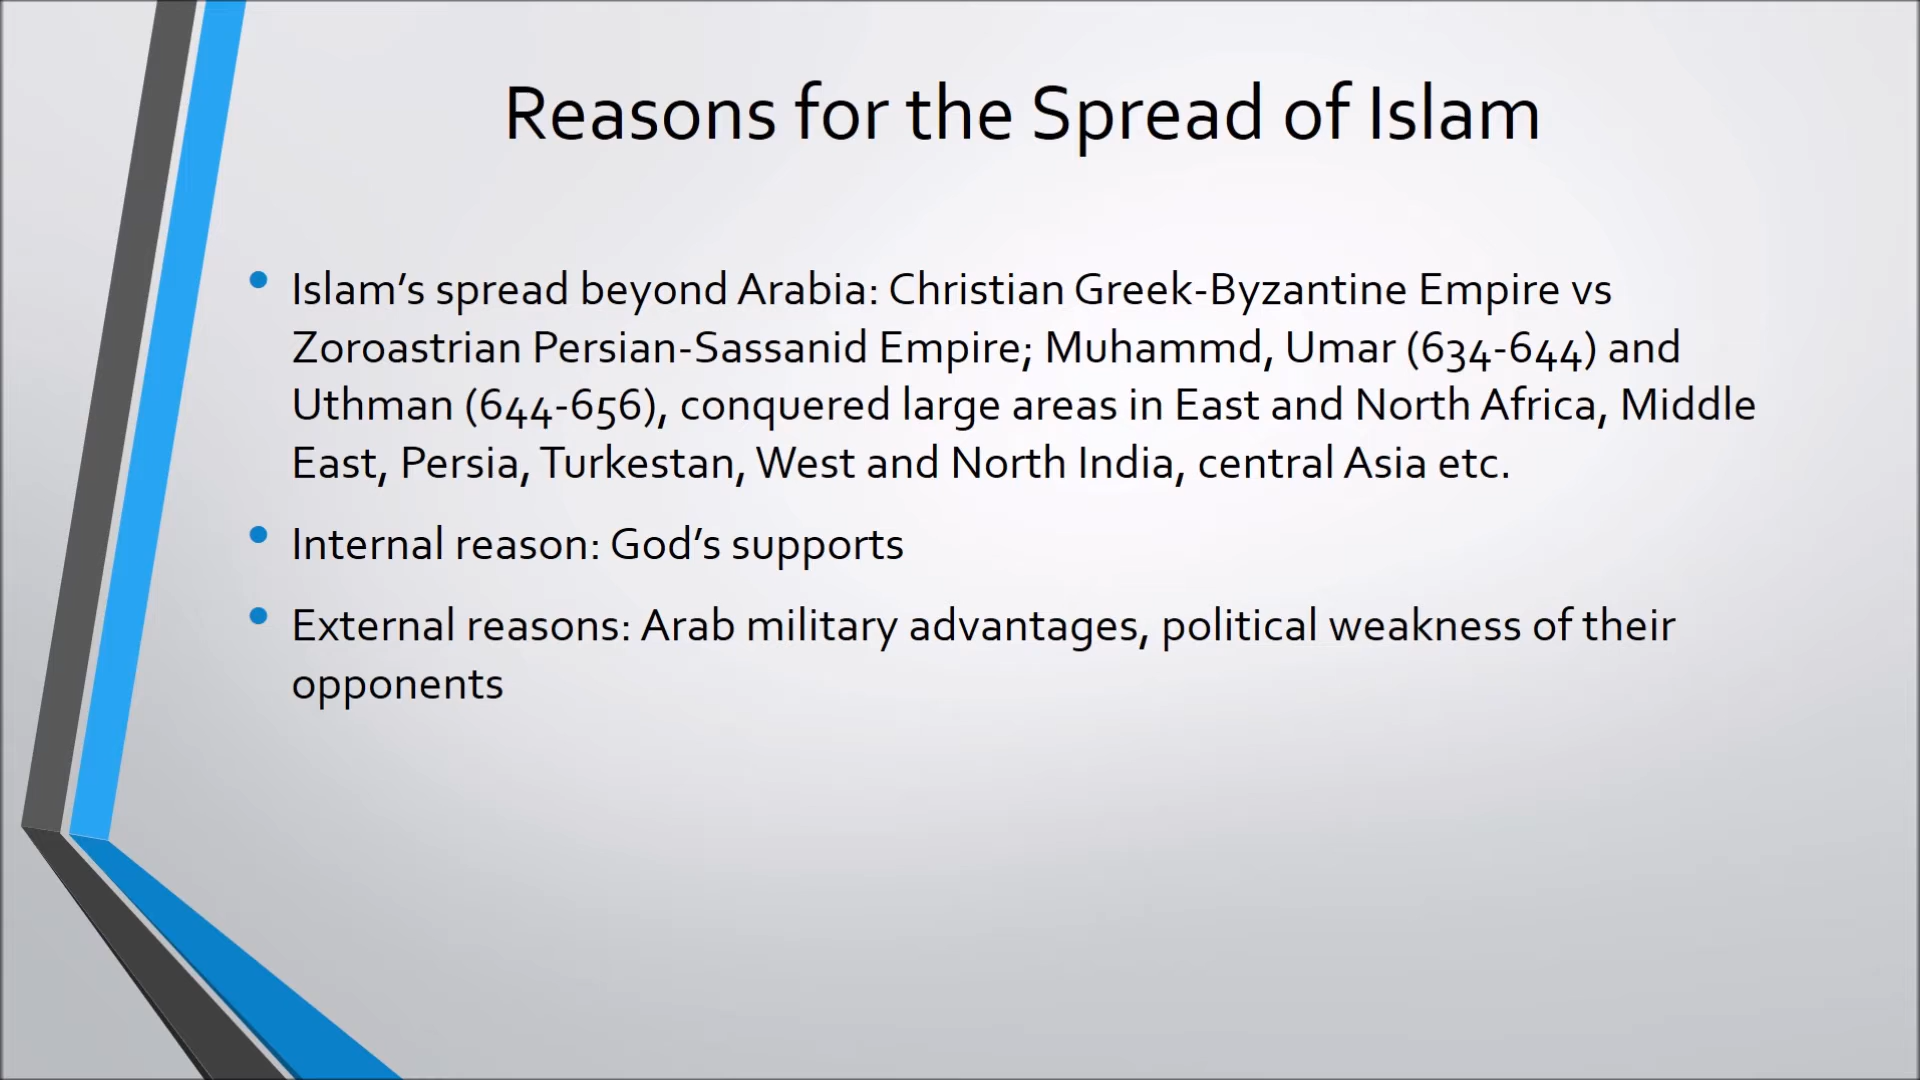 Reasons for the Spread of Islam
• Islam’s spread beyond Arabia: Christian Greek-Byzantine Empire vs
Zoroastrian Persian-Sassanid Empire; Muhammd, Umar (634-644) and
Uthman (644-656), conquered large areas in East and North Africa, Middle
East, Persia, Turkestan, West and North India, central Asia etc.
• Internal reason: God’s supports
• External reasons: Arab military advantages, political weakness of their
opponents